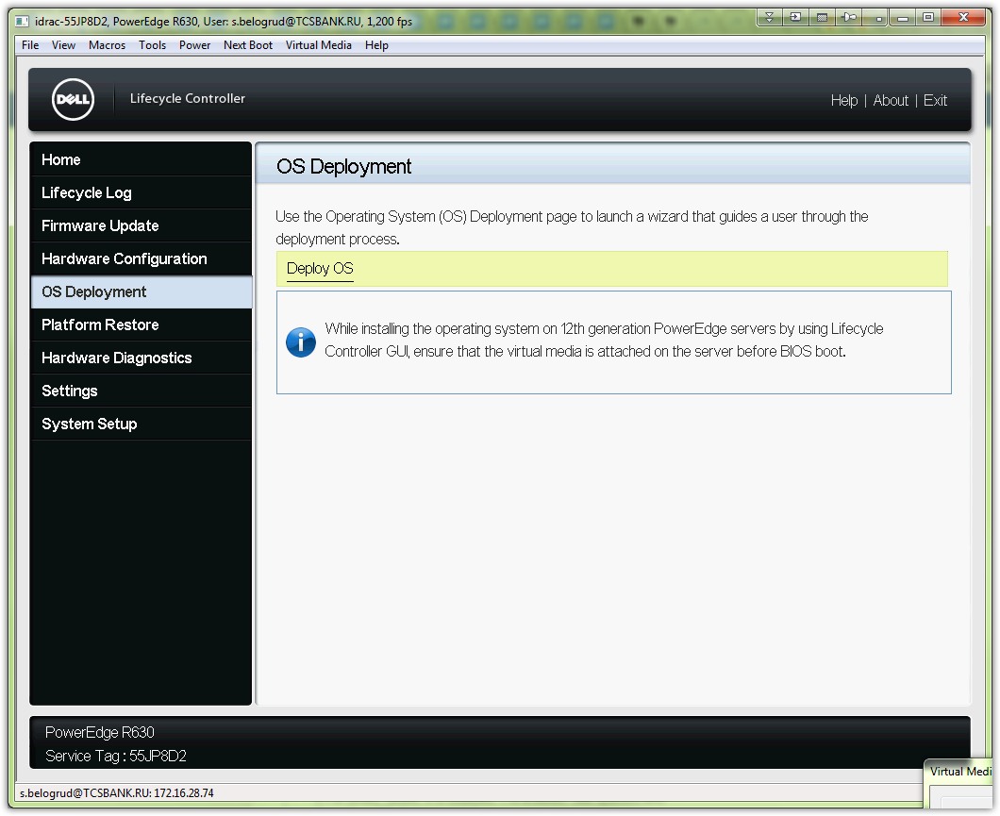 idrac-55JP8D2, PowerEdge R630, User: s.belogrud@TCSBANK.RU, 1,200 fps
File View Macros Tools Power Next Boot Virtual Media Help
DELL
Lifecycle Controller
Help | About | Exit
Home
Lifecycle Log
Firmware Update
Hardware Configuration
OS Deployment
Platform Restore
Hardware Diagnostics
Settings
System Setup
OS Deployment
Use the Operating System (OS) Deployment page to launch a wizard that guides a user through the
deployment process.
Deploy OS
While installing the operating system on 12th generation PowerEdge servers by using Lifecycle
Controller GUI, ensure that the virtual media is attached on the server before BIOS boot.
PowerEdge R630
Service Tag : 55JP8D2
s.belogrud@TCSBANK.RU: 172.16.28.74
Virtual Medi